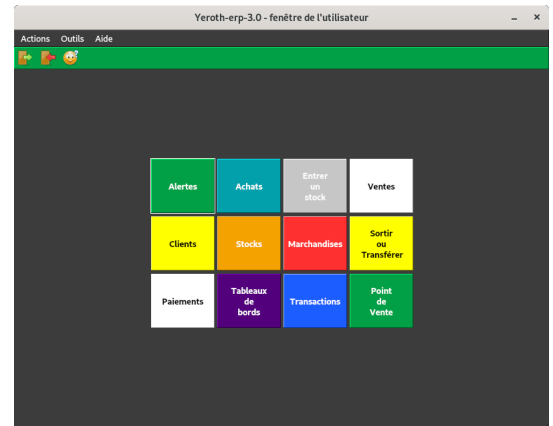 Yeroth-erp-3.0 - fenêtre de l'utilisateur
Actions Outils Aide
Alertes
Achats
Entrer
un
stock
Ventes
Clients
Stocks
Marchandises
Sortir
ou
Transférer
Paiements
Tableaux
de
bords
Transactions
Point
de
Vente